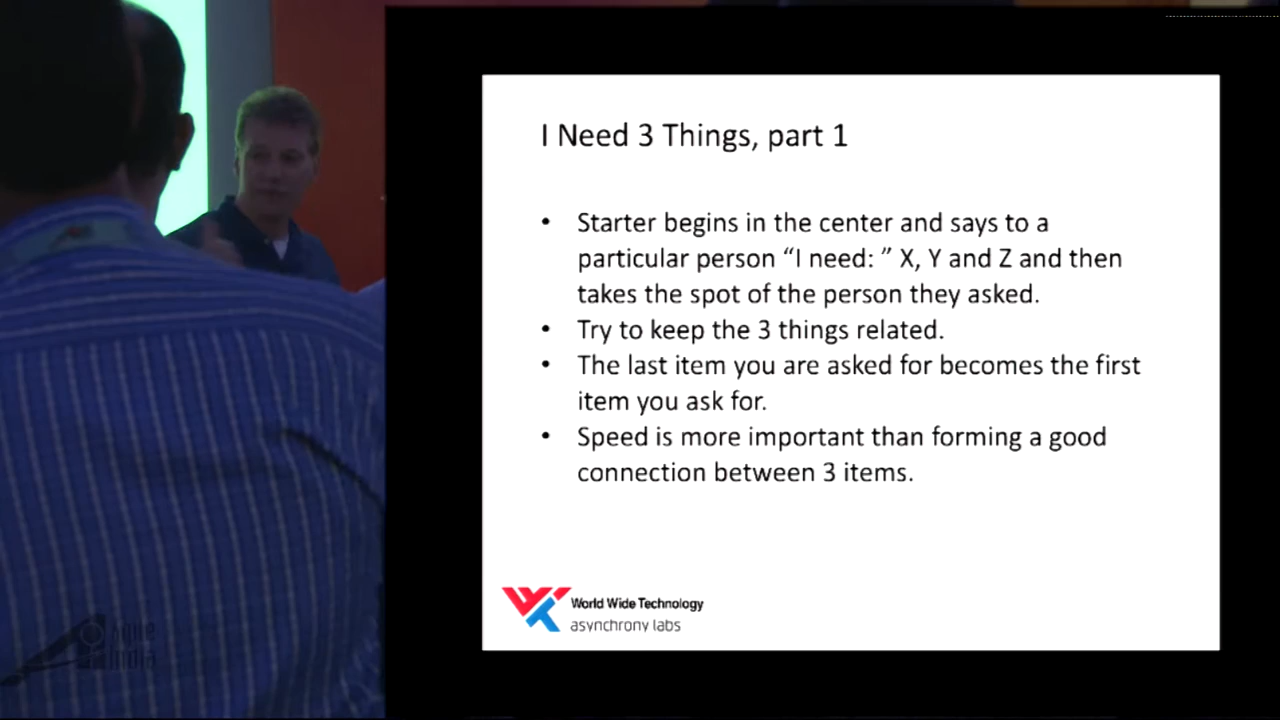 I Need 3 Things, part 1
• Starter begins in the center and says to a
particular person “I need: ” X, Y and Z and then
takes the spot of the person they asked.
• Try to keep the 3 things related.
• The last item you are asked for becomes the first
item you ask for.
• Speed is more important than forming a good
connection between 3 items.
World Wide Technology
asynchrony labs
Agile
India